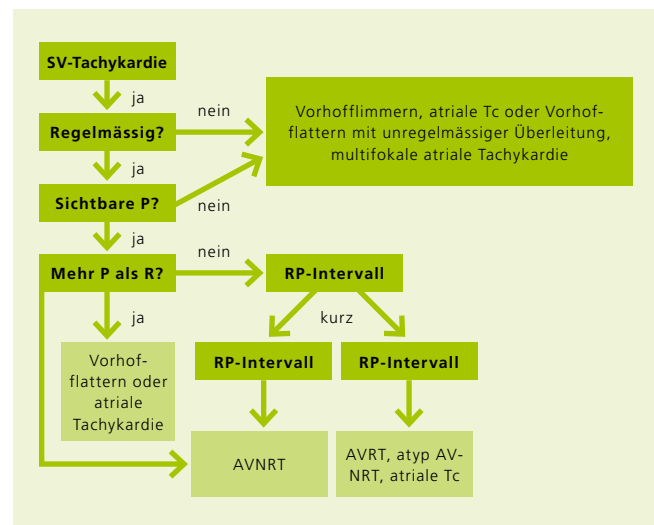 SV-Tachykardie
ja
nein
Regelmässig?
Vorhofflimmern, atriale Tc oder Vorhof-
flattern mit unregelmässiger Überleitung,
multifokale atriale Tachykardie
ja
Sichtbare P?
nein
ja
nein
Mehr P als R?
RP-Intervall
ja
kurz
Vorhof-
flattern oder
atriale
Tachykardie
RP-Intervall
RP-Intervall
AVNRT
AVRT, atyp AV-
NRT, atriale Tc